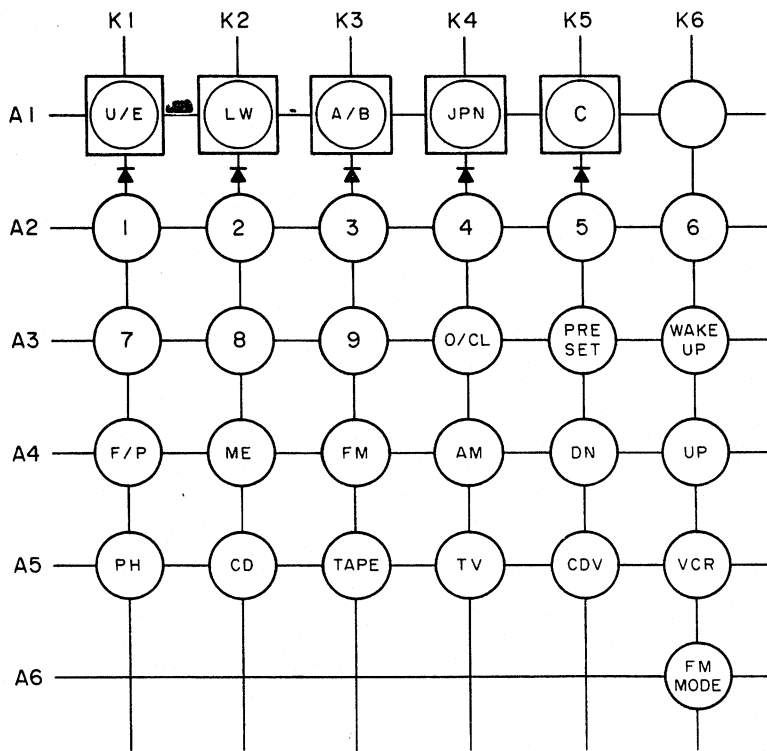 K1 K2 K3 K4 K5 K6
A1 U/E LW A/B JPN C
A2 1 2 3 4 5 6
A3 7 8 9 O/CL PRE SET WAKE UP
A4 F/P ME FM AM DN UP
A5 PH CD TAPE TV CDV VCR
A6 FM MODE